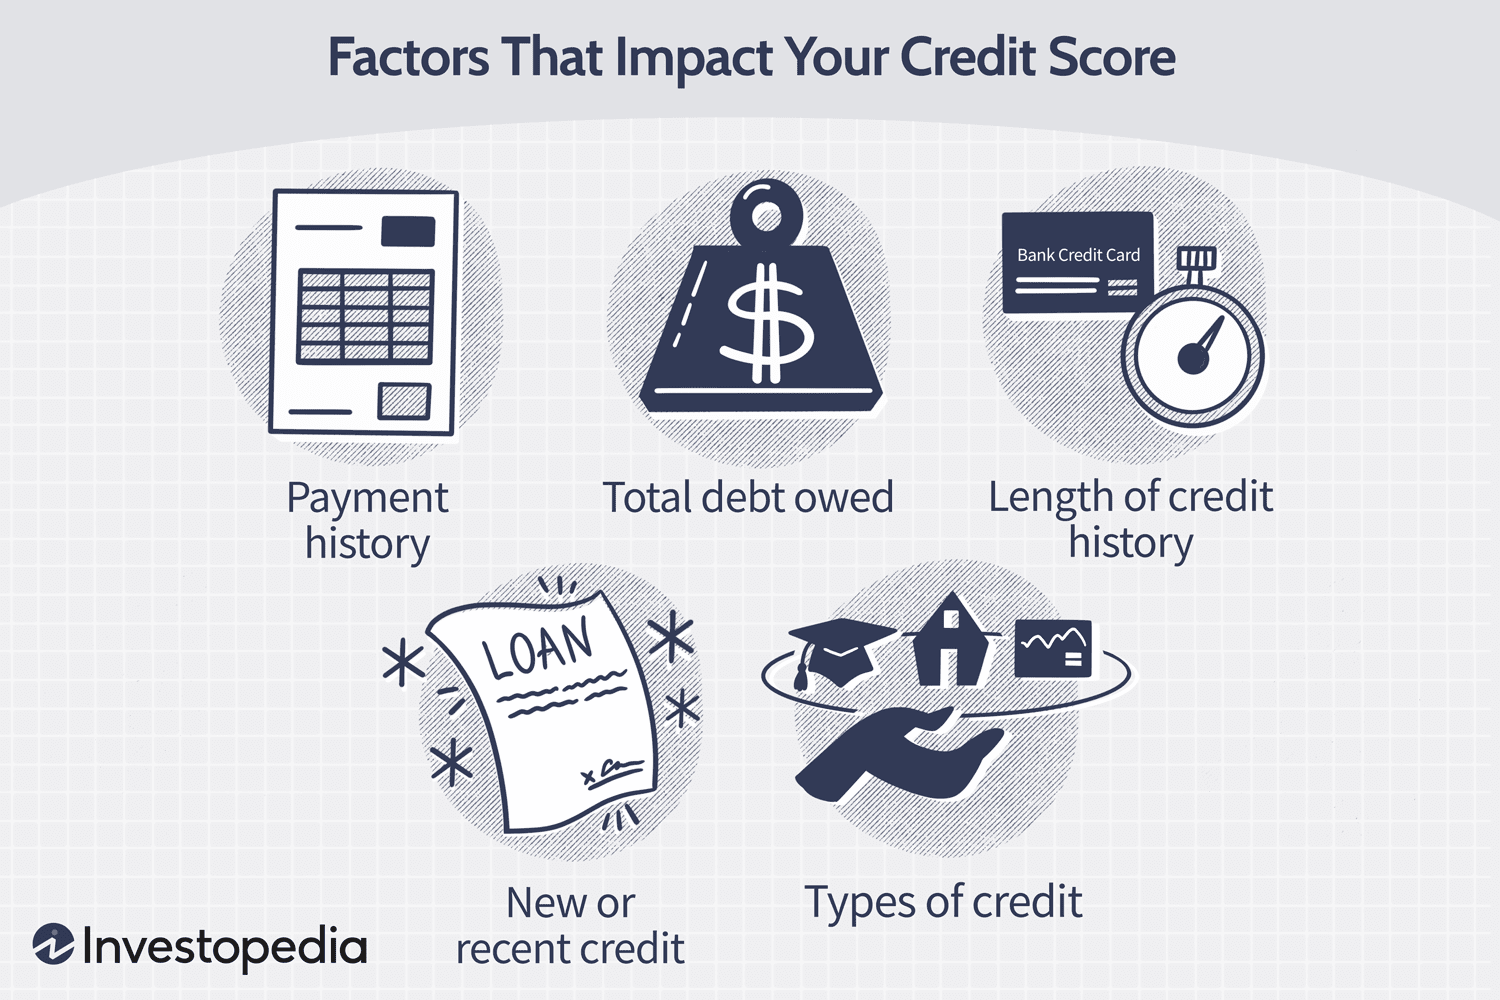 Factors That Impact Your Credit Score
Bank Credit Card
$
Payment
history
Total debt owed
Length of credit
history
LOAN
x
New or
recent credit
Types of credit
Investopedia